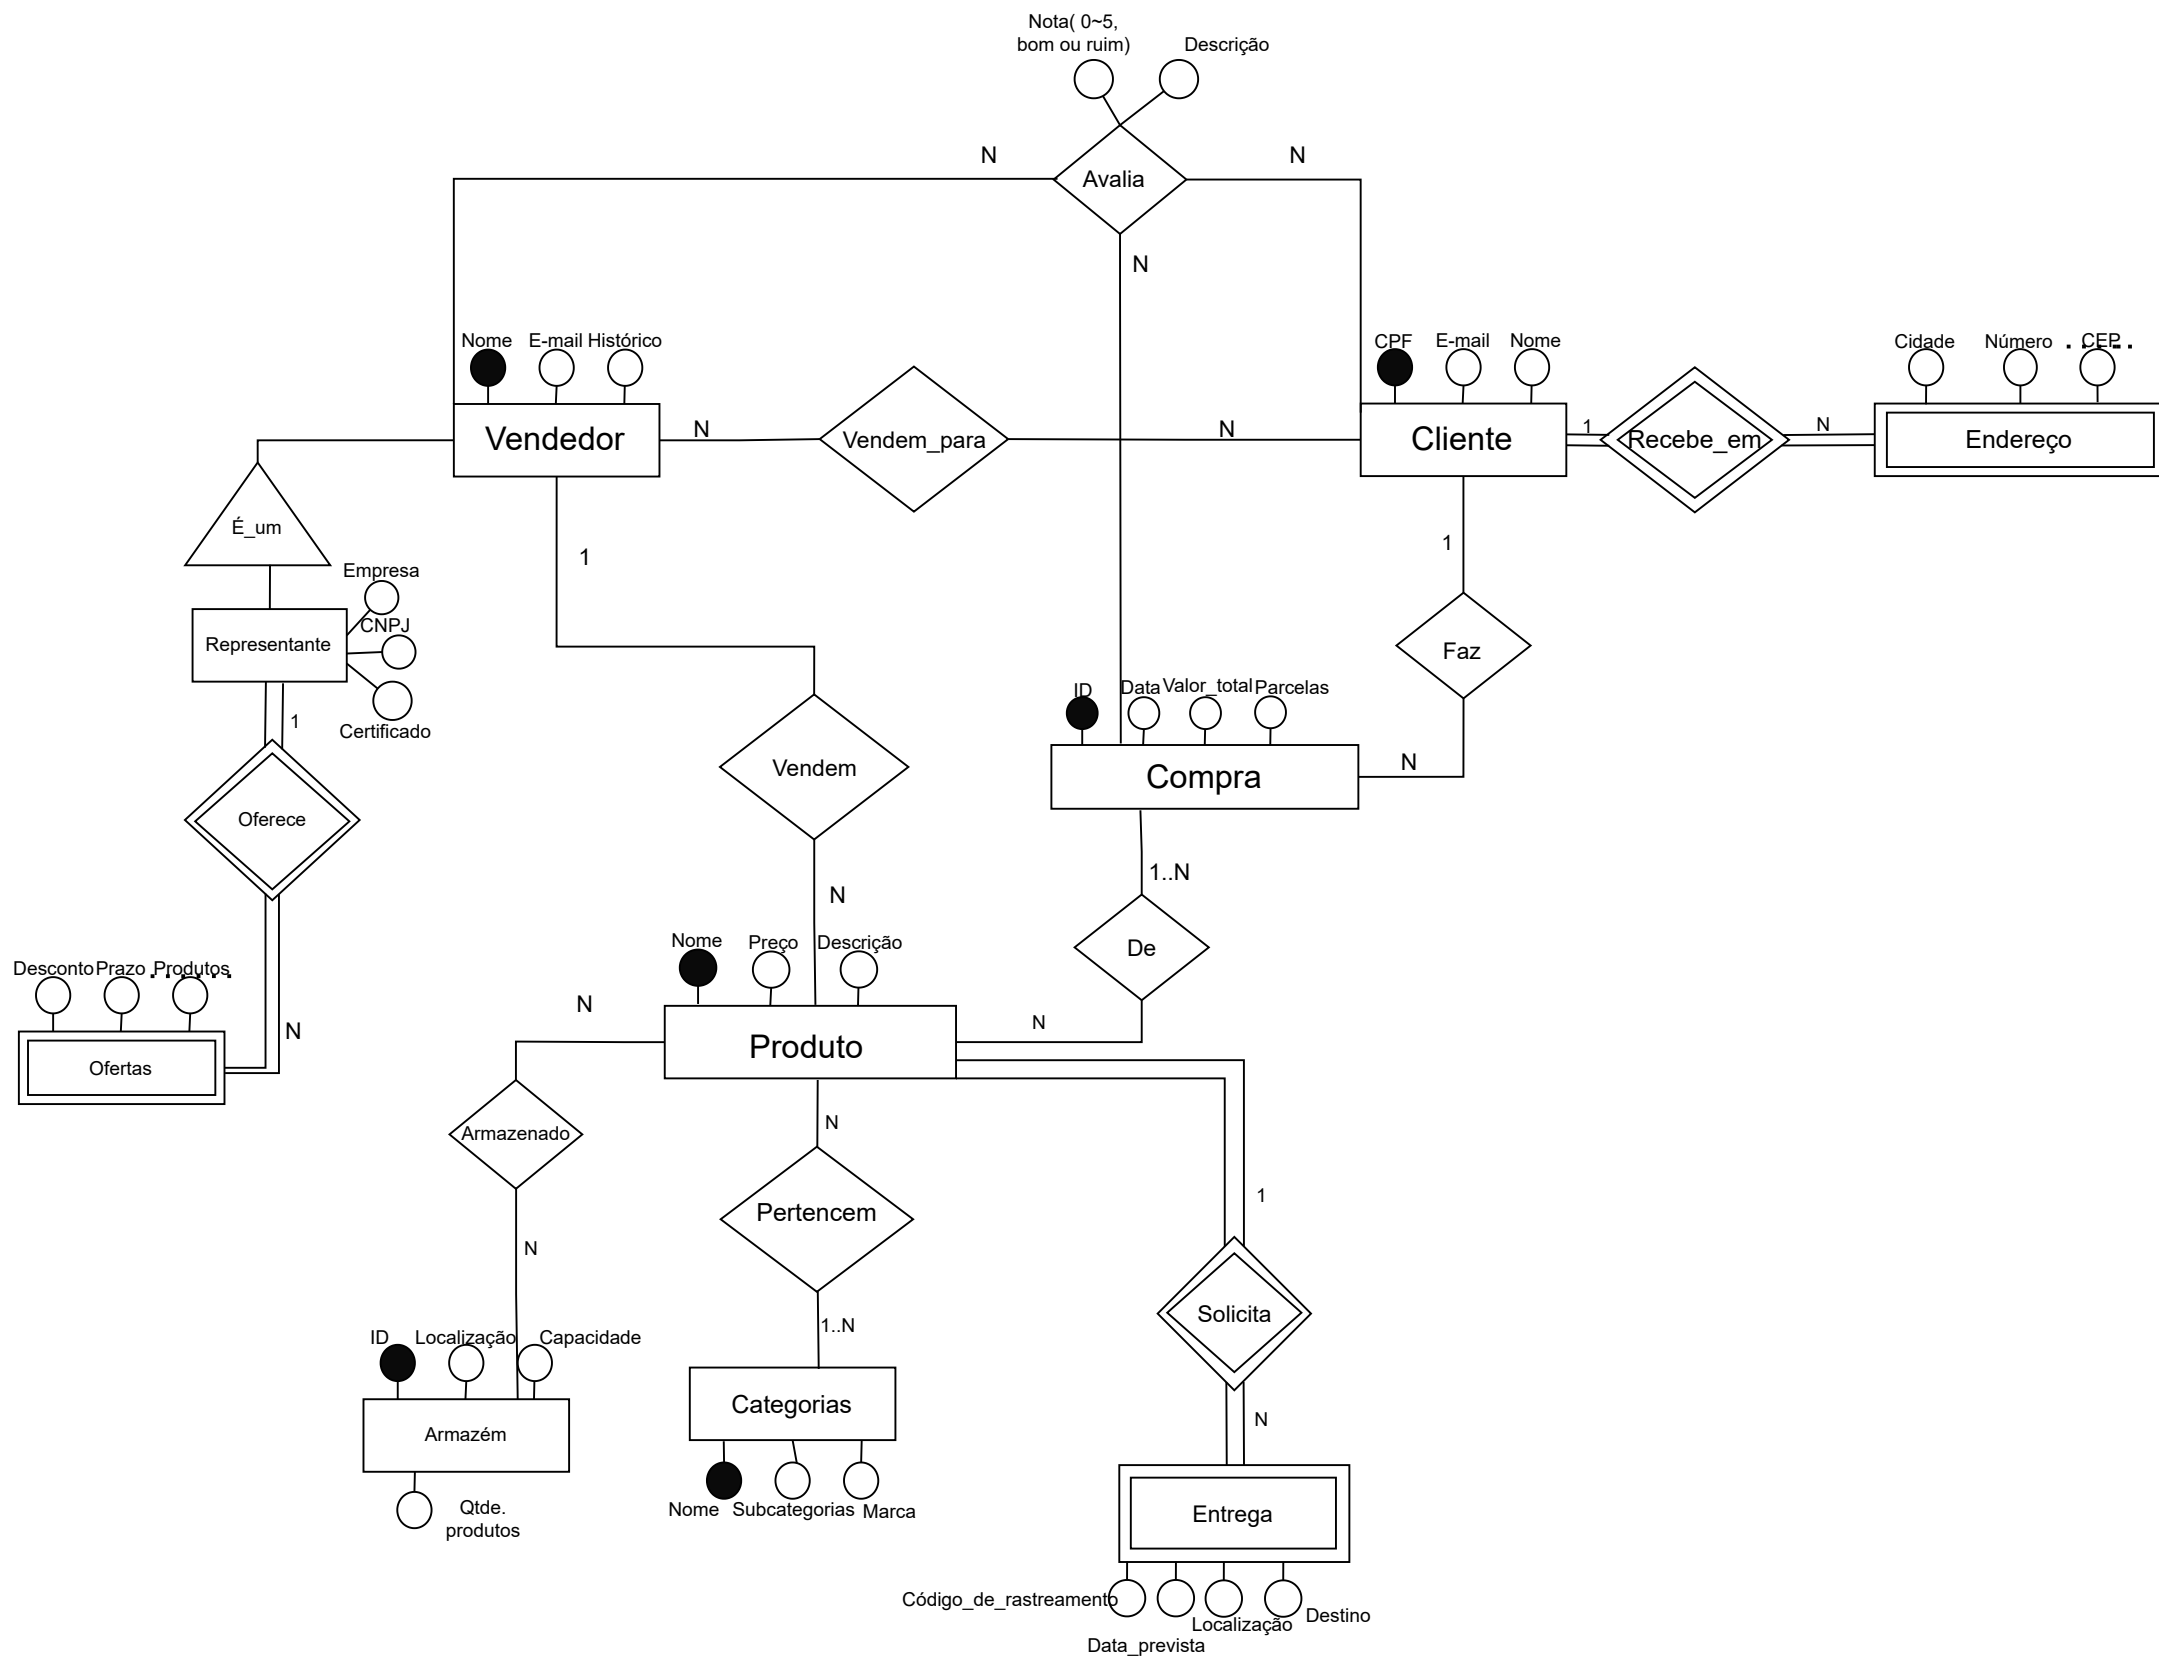 Nota( 0~5,
bom ou ruim)
Descrição
N
N
Avalia
N
Nome
E-mail
Histórico
CPF
E-mail
Nome
Cidade
Número
CEP
Vendedor
N
Vendem_para
N
Cliente
1
Recebe_em
N
Endereço
É_um
1
1
Empresa
CNPJ
Representante
Faz
Certificado
1
ID
Data
Valor_total
Parcelas
Vendem
Compra
N
Oferece
1..N
N
De
Nome
Preço
Descrição
Desconto
Prazo
Produtos
N
N
N
Produto
Ofertas
Armazenado
N
1
Pertencem
N
Solicita
1..N
ID
Localização
Capacidade
Categorias
N
Armazém
Nome
Subcategorias
Marca
Qtde.
produtos
Entrega
Código_de_rastreamento
Destino
Localização
Data_prevista